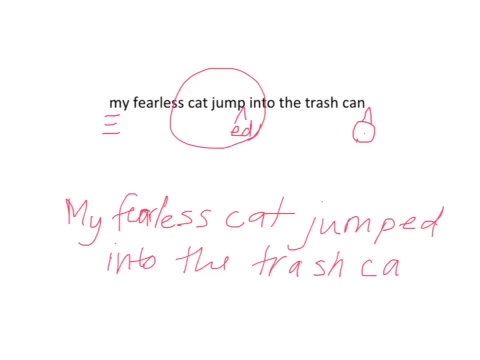 my fearless cat jump into the trash can
ed
My fearless cat jumped
into the trash ca